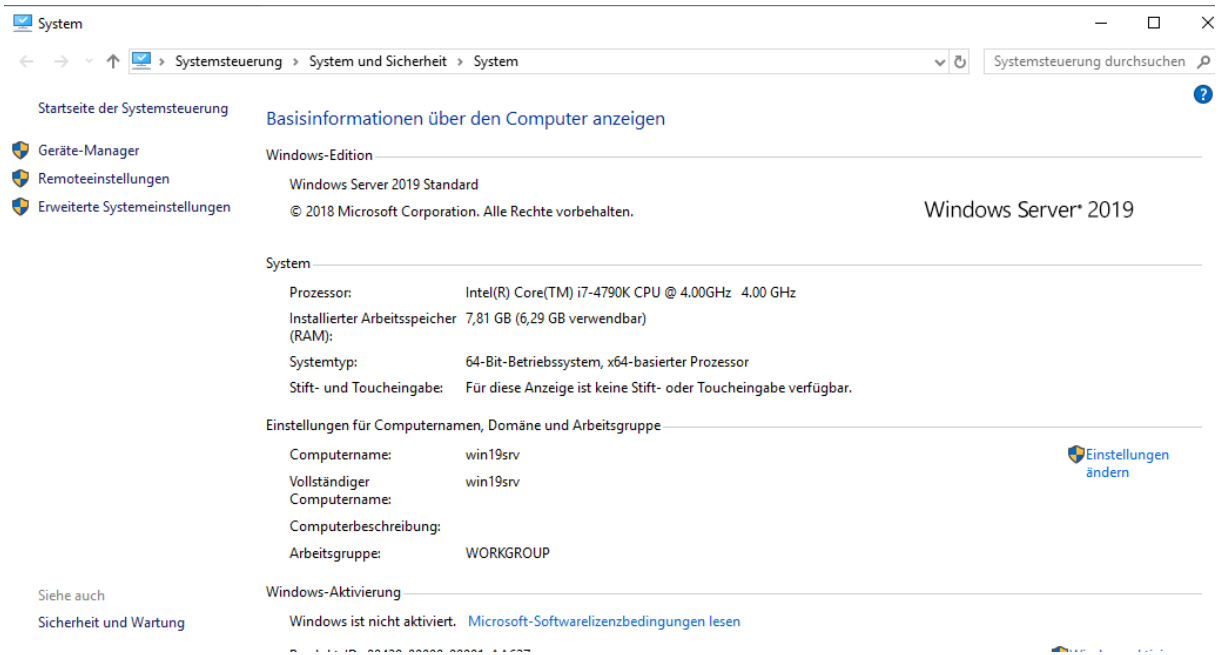 System
Systemsteuerung > System und Sicherheit > System
Systemsteuerung durchsuchen
Startseite der Systemsteuerung
Geräte-Manager
Remoteeinstellungen
Erweiterte Systemeinstellungen
Siehe auch
Sicherheit und Wartung
Basisinformationen über den Computer anzeigen
Windows-Edition
Windows Server 2019 Standard
© 2018 Microsoft Corporation. Alle Rechte vorbehalten.
Windows Server® 2019
System
Prozessor: Intel(R) Core(TM) i7-4790K CPU @ 4.00GHz 4.00 GHz
Installierter Arbeitsspeicher 7,81 GB (6,29 GB verwendbar)
(RAM):
Systemtyp: 64-Bit-Betriebssystem, x64-basierter Prozessor
Stift- und Toucheingabe: Für diese Anzeige ist keine Stift- oder Toucheingabe verfügbar.
Einstellungen für Computernamen, Domäne und Arbeitsgruppe
Computername: win19srv
Einstellungen
ändern
Vollständiger win19srv
Computername:
Computerbeschreibung:
Arbeitsgruppe: WORKGROUP
Windows-Aktivierung
Windows ist nicht aktiviert. Microsoft-Softwarelizenzbedingungen lesen